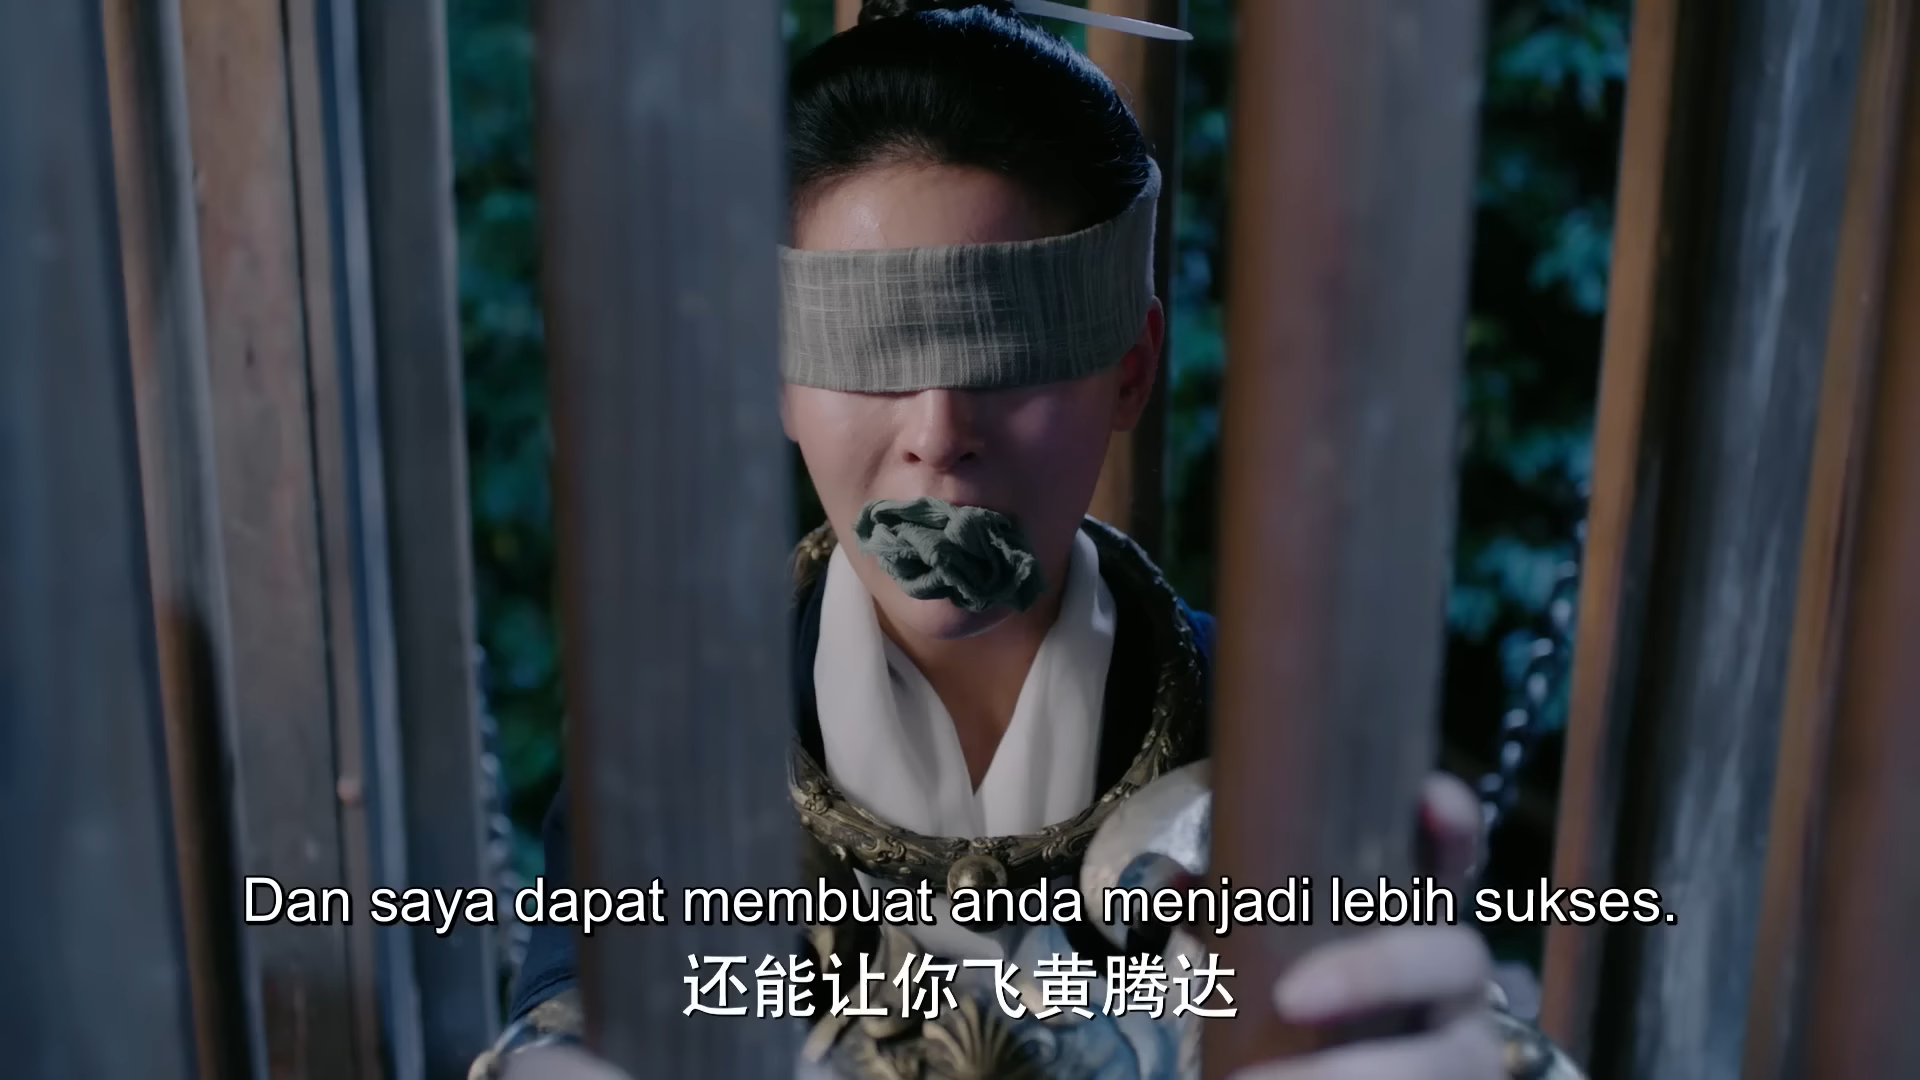 Dan saya dapat membuat anda menjadi lebih sukses.
还能让你飞黄腾达